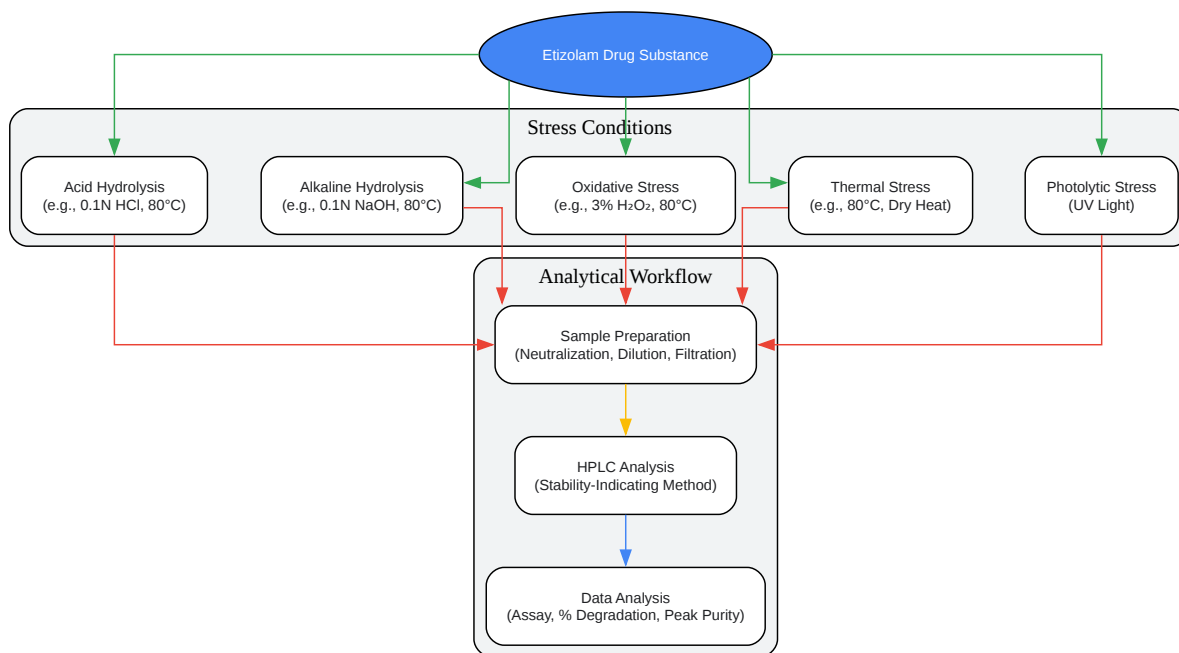 Etizolam Drug Substance
Stress Conditions
Acid Hydrolysis
(e.g., 0.1N HCl, 80°C)
Alkaline Hydrolysis
(e.g., 0.1N NaOH, 80°C)
Oxidative Stress
(e.g., 3% H₂O₂, 80°C)
Thermal Stress
(e.g., 80°C, Dry Heat)
Photolytic Stress
(UV Light)
Analytical Workflow
Sample Preparation
(Neutralization, Dilution, Filtration)
HPLC Analysis
(Stability-Indicating Method)
Data Analysis
(Assay, % Degradation, Peak Purity)